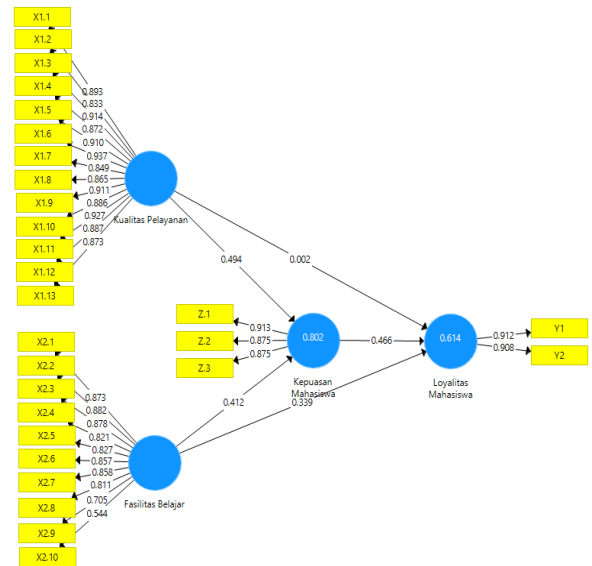 X1.1
X1.2
X1.3
X1.4
X1.5
X1.6
X1.7
X1.8
X1.9
X1.10
X1.11
X1.12
X1.13
0.893
0.833
0.914
0.872
0.910
0.937
0.849
0.865
0.911
0.886
0.927
0.887
0.873
Kualitas Pelayanan
0.494
0.002
Z.1
Z.2
Z.3
0.913
0.875
0.875
0.802
Kepuasan
Mahasiswa
0.466
0.614
Loyalitas
Mahasiswa
0.912
0.908
Y1
Y2
0.412
0.339
X2.1
X2.2
X2.3
X2.4
X2.5
X2.6
X2.7
X2.8
X2.9
X2.10
0.873
0.882
0.878
0.821
0.827
0.857
0.858
0.811
0.705
0.544
Fasilitas Belajar